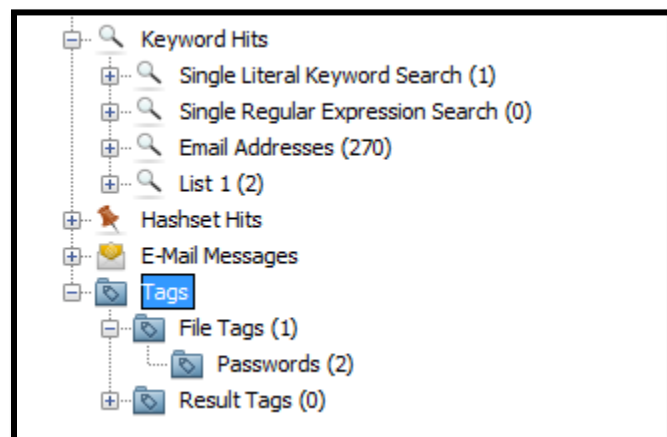 Keyword Hits
Single Literal Keyword Search (1)
Single Regular Expression Search (0)
Email Addresses (270)
List 1 (2)
Hashset Hits
E-Mail Messages
Tags
File Tags (1)
Passwords (2)
Result Tags (0)